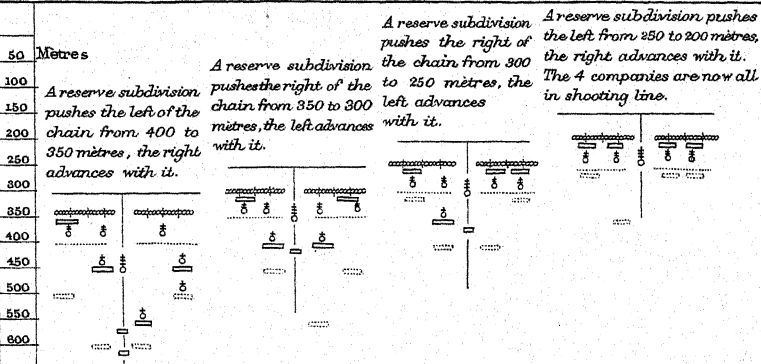 50 Mètres
100
150
200
250
300
350
400
450
500
550
600
A reserve subdivision
pushes the left of the
chain from 400 to
350 mètres, the right
advances with it.
A reserve subdivision
pushes the right of the
chain from 350 to 300
mètres, the left advances
with it.
A reserve subdivision
pushes the right of
the chain from 300
to 250 mètres, the
left advances
with it.
A reserve subdivision pushes
the left from 250 to 200 mètres,
the right advances with it.
The 4 companies are now all
in shooting line.